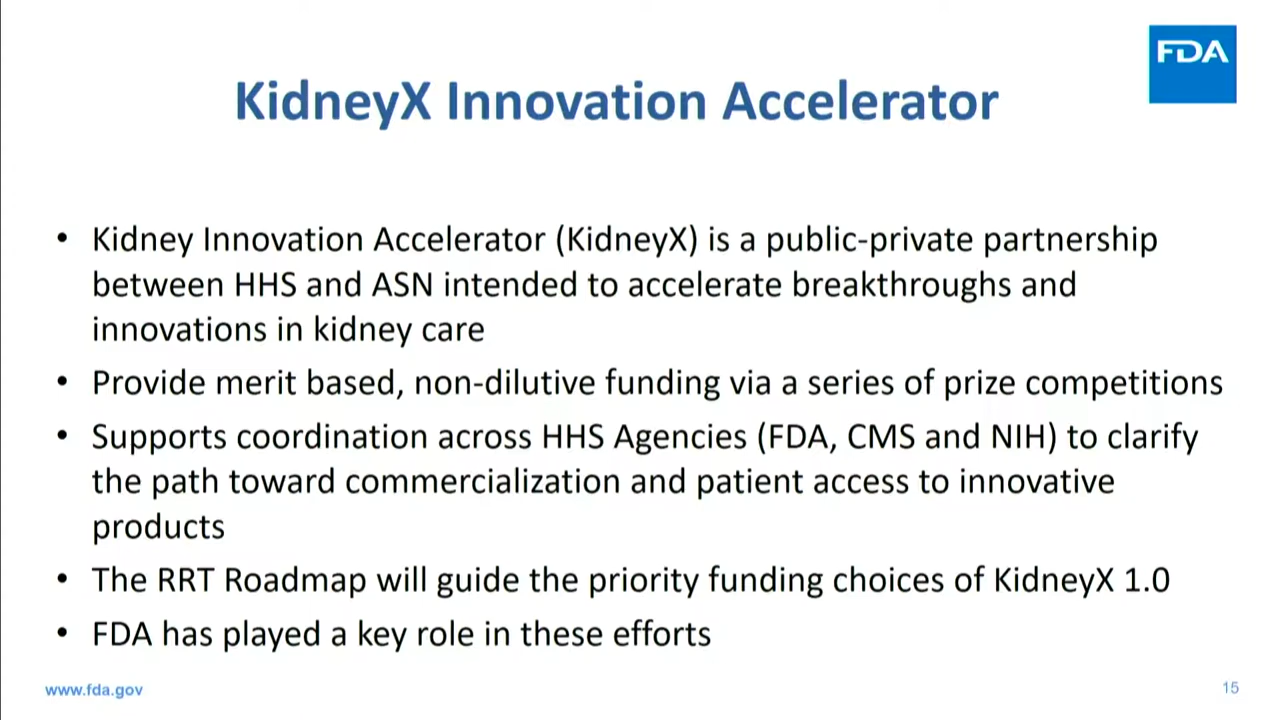 FDA
KidneyX Innovation Accelerator
• Kidney Innovation Accelerator (KidneyX) is a public-private partnership
between HHS and ASN intended to accelerate breakthroughs and
innovations in kidney care
• Provide merit based, non-dilutive funding via a series of prize competitions
• Supports coordination across HHS Agencies (FDA, CMS and NIH) to clarify
the path toward commercialization and patient access to innovative
products
• The RRT Roadmap will guide the priority funding choices of KidneyX 1.0
• FDA has played a key role in these efforts
www.fda.gov
15